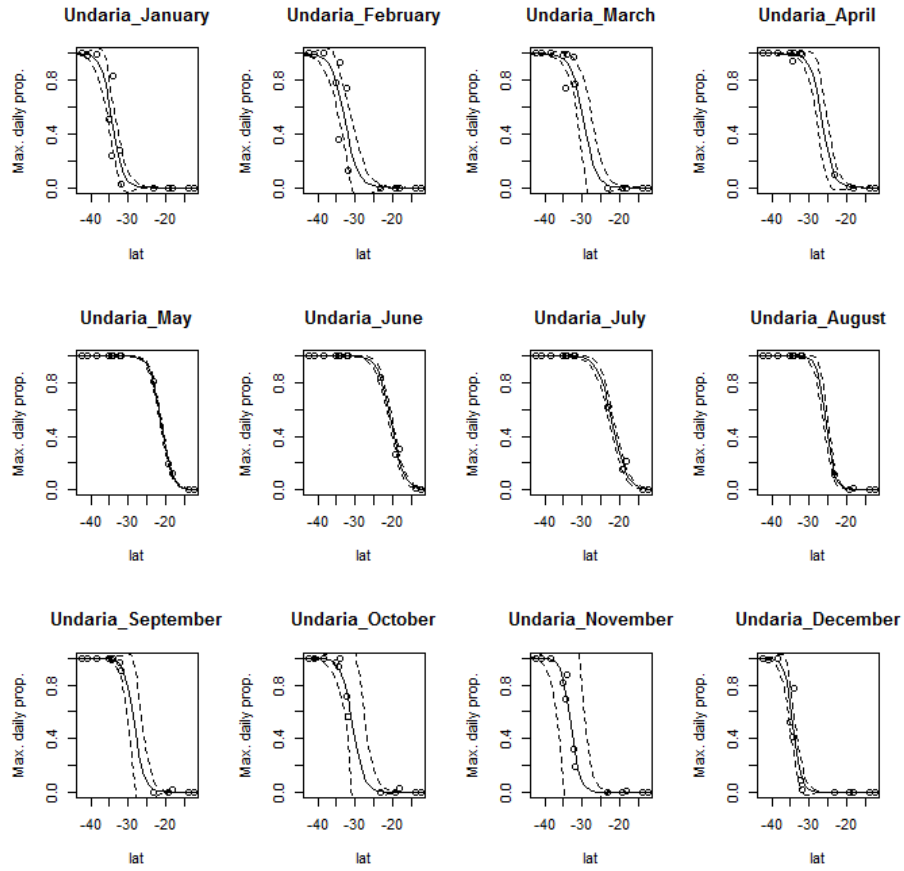 Undaria_January Undaria_February Undaria_March Undaria_April
Max. daily prop. Max. daily prop. Max. daily prop. Max. daily prop.
0.8 0.8 0.8 0.8
0.4 0.4 0.4 0.4
0.0 0.0 0.0 0.0
-40 -30 -20 -40 -30 -20 -40 -30 -20 -40 -30 -20
lat lat lat lat
Undaria_May Undaria_June Undaria_July Undaria_August
Max. daily prop. Max. daily prop. Max. daily prop. Max. daily prop.
0.8 0.8 0.8 0.8
0.4 0.4 0.4 0.4
0.0 0.0 0.0 0.0
-40 -30 -20 -40 -30 -20 -40 -30 -20 -40 -30 -20
lat lat lat lat
Undaria_September Undaria_October Undaria_November Undaria_December
Max. daily prop. Max. daily prop. Max. daily prop. Max. daily prop.
0.8 0.8 0.8 0.8
0.4 0.4 0.4 0.4
0.0 0.0 0.0 0.0
-40 -30 -20 -40 -30 -20 -40 -30 -20 -40 -30 -20
lat lat lat lat